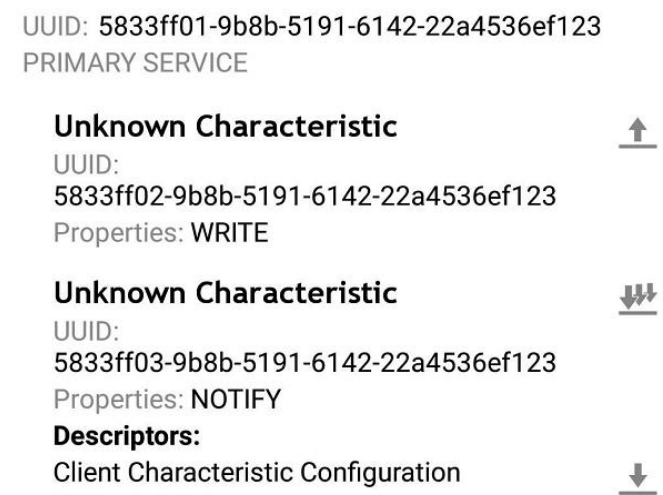 UUID: 5833ff01-9b8b-5191-6142-22a4536ef123
PRIMARY SERVICE
Unknown Characteristic
UUID:
5833ff02-9b8b-5191-6142-22a4536ef123
Properties: WRITE
Unknown Characteristic
UUID:
5833ff03-9b8b-5191-6142-22a4536ef123
Properties: NOTIFY
Descriptors:
Client Characteristic Configuration